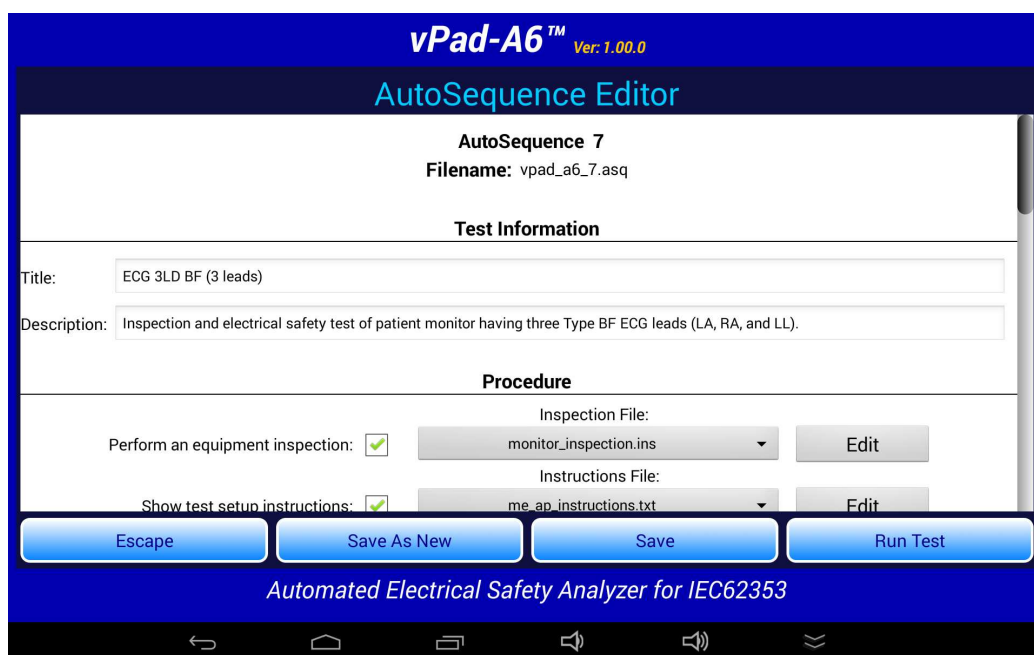 vPad-A6™ Ver: 1.00.0
AutoSequence Editor
AutoSequence 7
Filename: vpad_a6_7.asq
Test Information
Title: ECG 3LD BF (3 leads)
Description: Inspection and electrical safety test of patient monitor having three Type BF ECG leads (LA, RA, and LL).
Procedure
Inspection File:
Perform an equipment inspection: monitor_inspection.ins Edit
Instructions File:
Show test setup instructions: me_ap_instructions.txt Edit
Escape Save As New Save Run Test
Automated Electrical Safety Analyzer for IEC62353